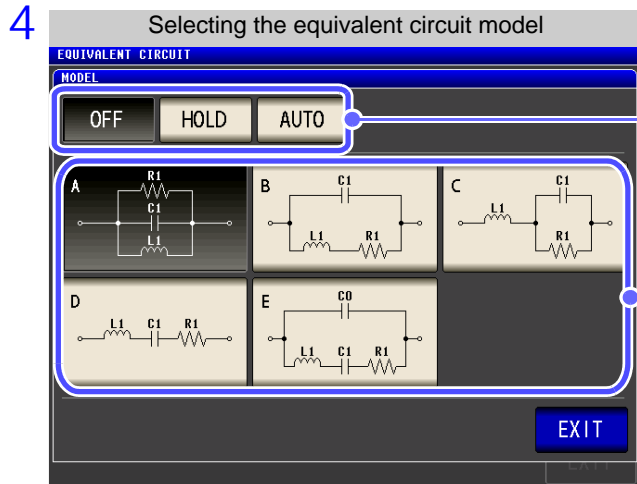 4
Selecting the equivalent circuit model
EQUIVALENT CIRCUIT
MODEL
OFF HOLD AUTO
A R1 C1 L1
B C1 L1 R1
C L1 C1 R1
D L1 C1 R1
E C0 L1 C1 R1
EXIT
EXIT